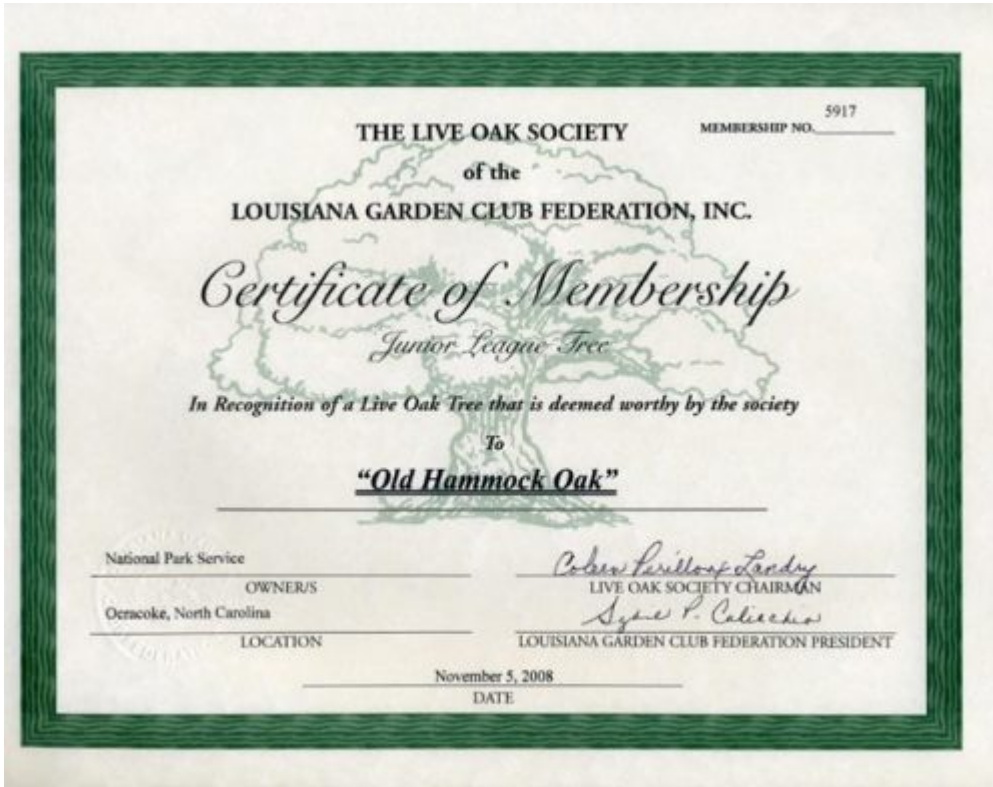 5917
THE LIVE OAK SOCIETY
MEMBERSHIP NO.
of the
LOUISIANA GARDEN CLUB FEDERATION, INC.
Certificate of Membership
Junior League Tree
In Recognition of a Live Oak Tree that is deemed worthy by the society
To
“Old Hammock Oak”
National Park Service
Coleen Perilloux Landry
OWNER/S
LIVE OAK SOCIETY CHAIRMAN
Ocracoke, North Carolina
P.
LOCATION
LOUISIANA GARDEN CLUB FEDERATION PRESIDENT
November 5, 2008
DATE